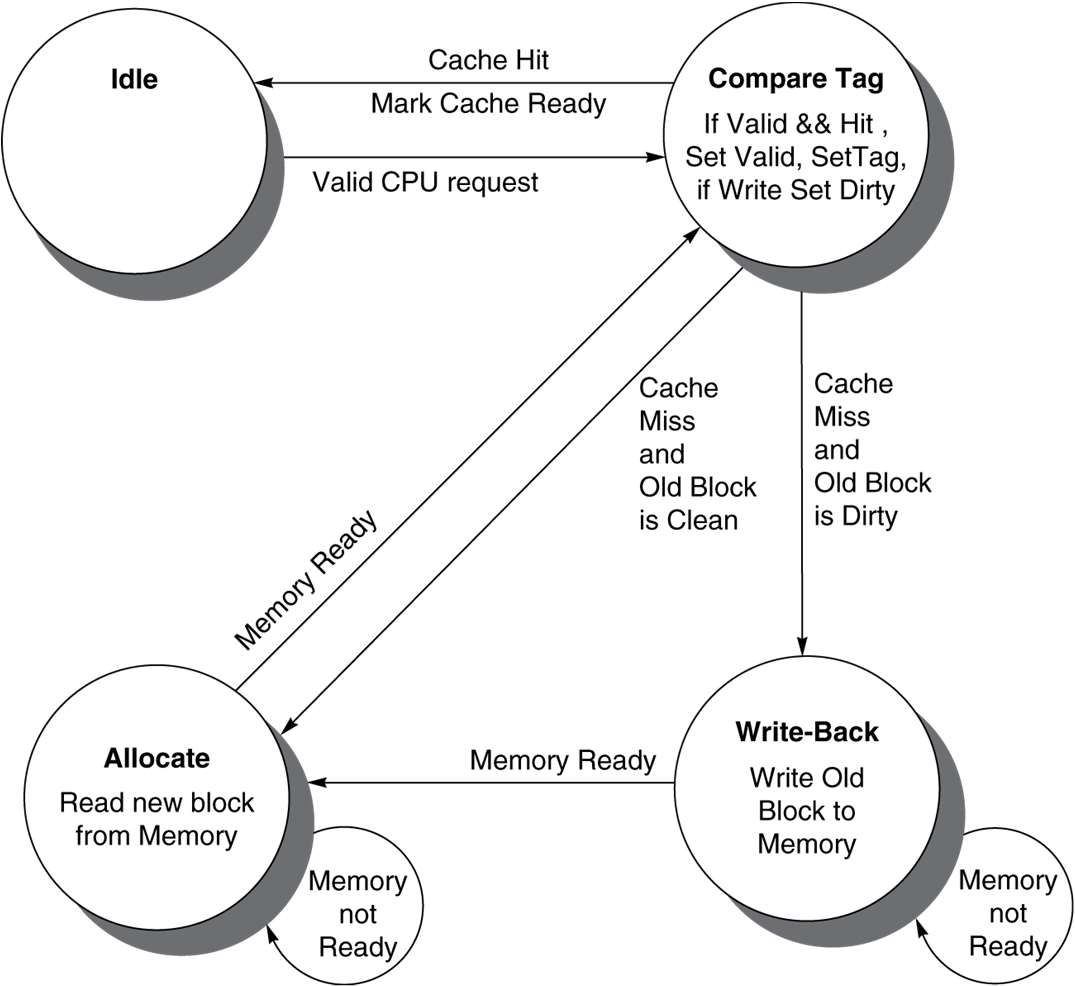 Idle
Cache Hit
Mark Cache Ready
Valid CPU request
Compare Tag
If Valid && Hit ,
Set Valid, SetTag,
if Write Set Dirty
Cache
Miss
and
Old Block
is Clean
Cache
Miss
and
Old Block
is Dirty
Memory Ready
Allocate
Read new block
from Memory
Memory
not
Ready
Memory Ready
Write-Back
Write Old
Block to
Memory
Memory
not
Ready